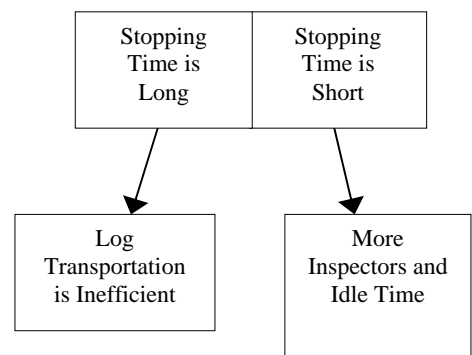 Stopping
Time is
Long
Stopping
Time is
Short
Log
Transportation
is Inefficient
More
Inspectors and
Idle Time